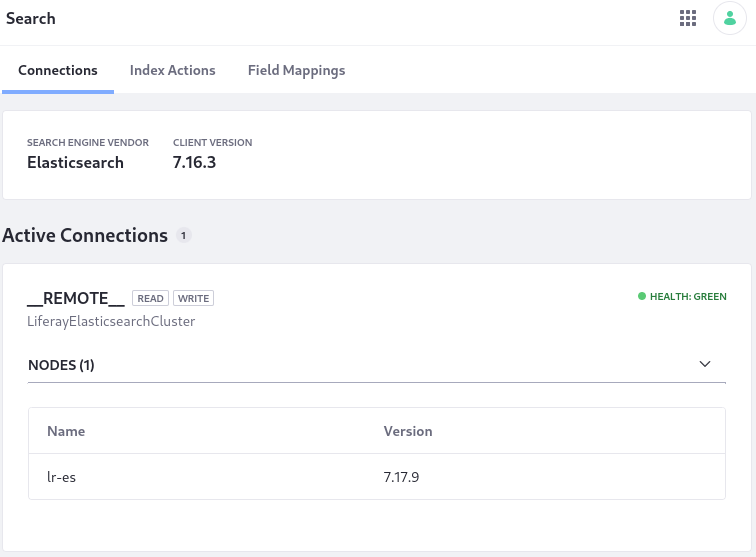 Search
Connections Index Actions Field Mappings
SEARCH ENGINE VENDOR CLIENT VERSION
Elasticsearch 7.16.3
Active Connections 1
__REMOTE__ READ WRITE HEALTH: GREEN
LiferayElasticsearchCluster
NODES (1)
Name Version
lr-es 7.17.9